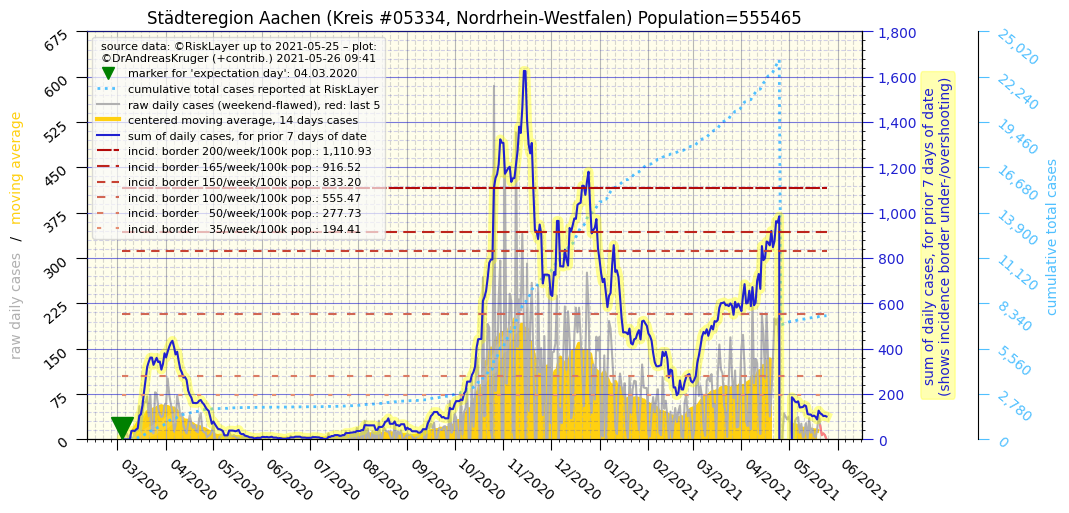 Städteregion Aachen (Kreis #05334, Nordrhein-Westfalen) Population=555465
source data: ©RiskLayer up to 2021-05-25 – plot:
©DrAndreasKruger (+contrib.) 2021-05-26 09:41
marker for 'expectation day': 04.03.2020
cumulative total cases reported at RiskLayer
raw daily cases (weekend-flawed), red: last 5
centered moving average, 14 days cases
sum of daily cases, for prior 7 days of date
incid. border 200/week/100k pop.: 1,110.93
incid. border 165/week/100k pop.: 916.52
incid. border 150/week/100k pop.: 833.20
incid. border 100/week/100k pop.: 555.47
incid. border   50/week/100k pop.: 277.73
incid. border   35/week/100k pop.: 194.41
raw daily cases / moving average
675
600
525
450
375
300
225
150
75
0
03/2020
04/2020
05/2020
06/2020
07/2020
08/2020
09/2020
10/2020
11/2020
12/2020
01/2021
02/2021
03/2021
04/2021
05/2021
06/2021
1,800
1,600
1,400
1,200
1,000
800
600
400
200
0
sum of daily cases, for prior 7 days of date
(shows incidence border under-/overshooting)
25,020
22,240
19,460
16,680
13,900
11,120
8,340
5,560
2,780
0
cumulative total cases